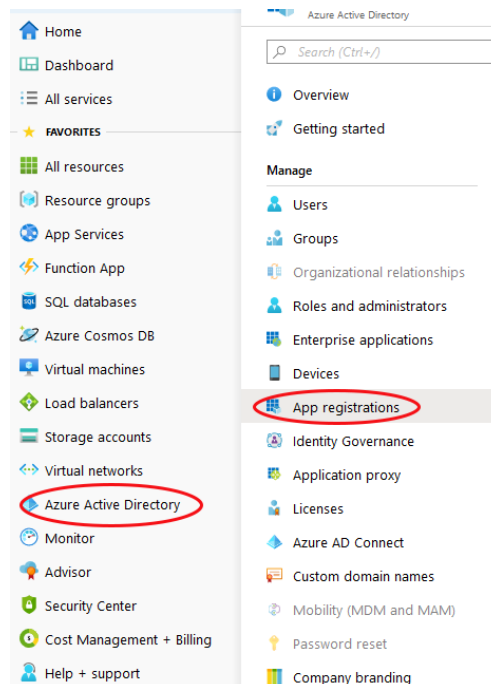 Home
Dashboard
All services
FAVORITES
All resources
Resource groups
App Services
Function App
SQL databases
Azure Cosmos DB
Virtual machines
Load balancers
Storage accounts
Virtual networks
Azure Active Directory
Monitor
Advisor
Security Center
Cost Management + Billing
Help + support
Azure Active Directory
Search (Ctrl+/)
Overview
Getting started
Manage
Users
Groups
Organizational relationships
Roles and administrators
Enterprise applications
Devices
App registrations
Identity Governance
Application proxy
Licenses
Azure AD Connect
Custom domain names
Mobility (MDM and MAM)
Password reset
Company branding